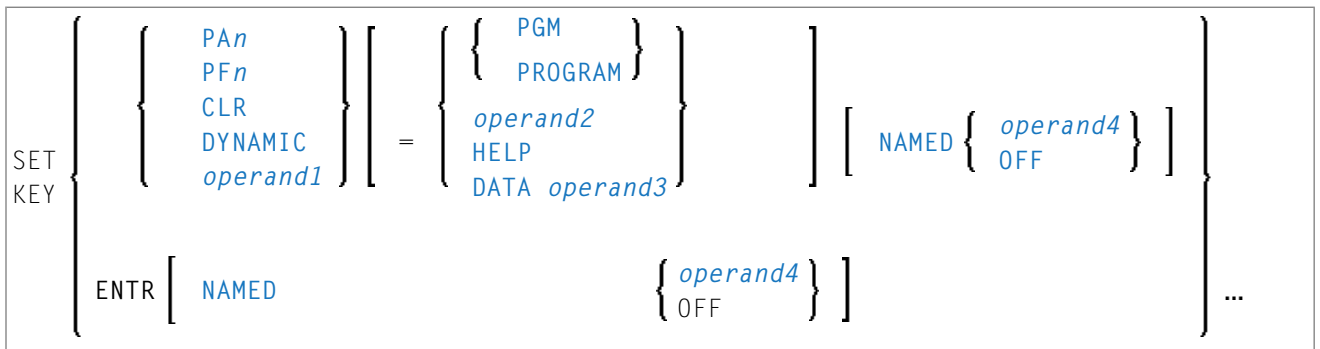 SET
KEY
PAn
PFn
CLR
DYNAMIC
operand1
=
PGM
PROGRAM
operand2
HELP
DATA operand3
NAMED
operand4
OFF
ENTR
NAMED
operand4
OFF
...